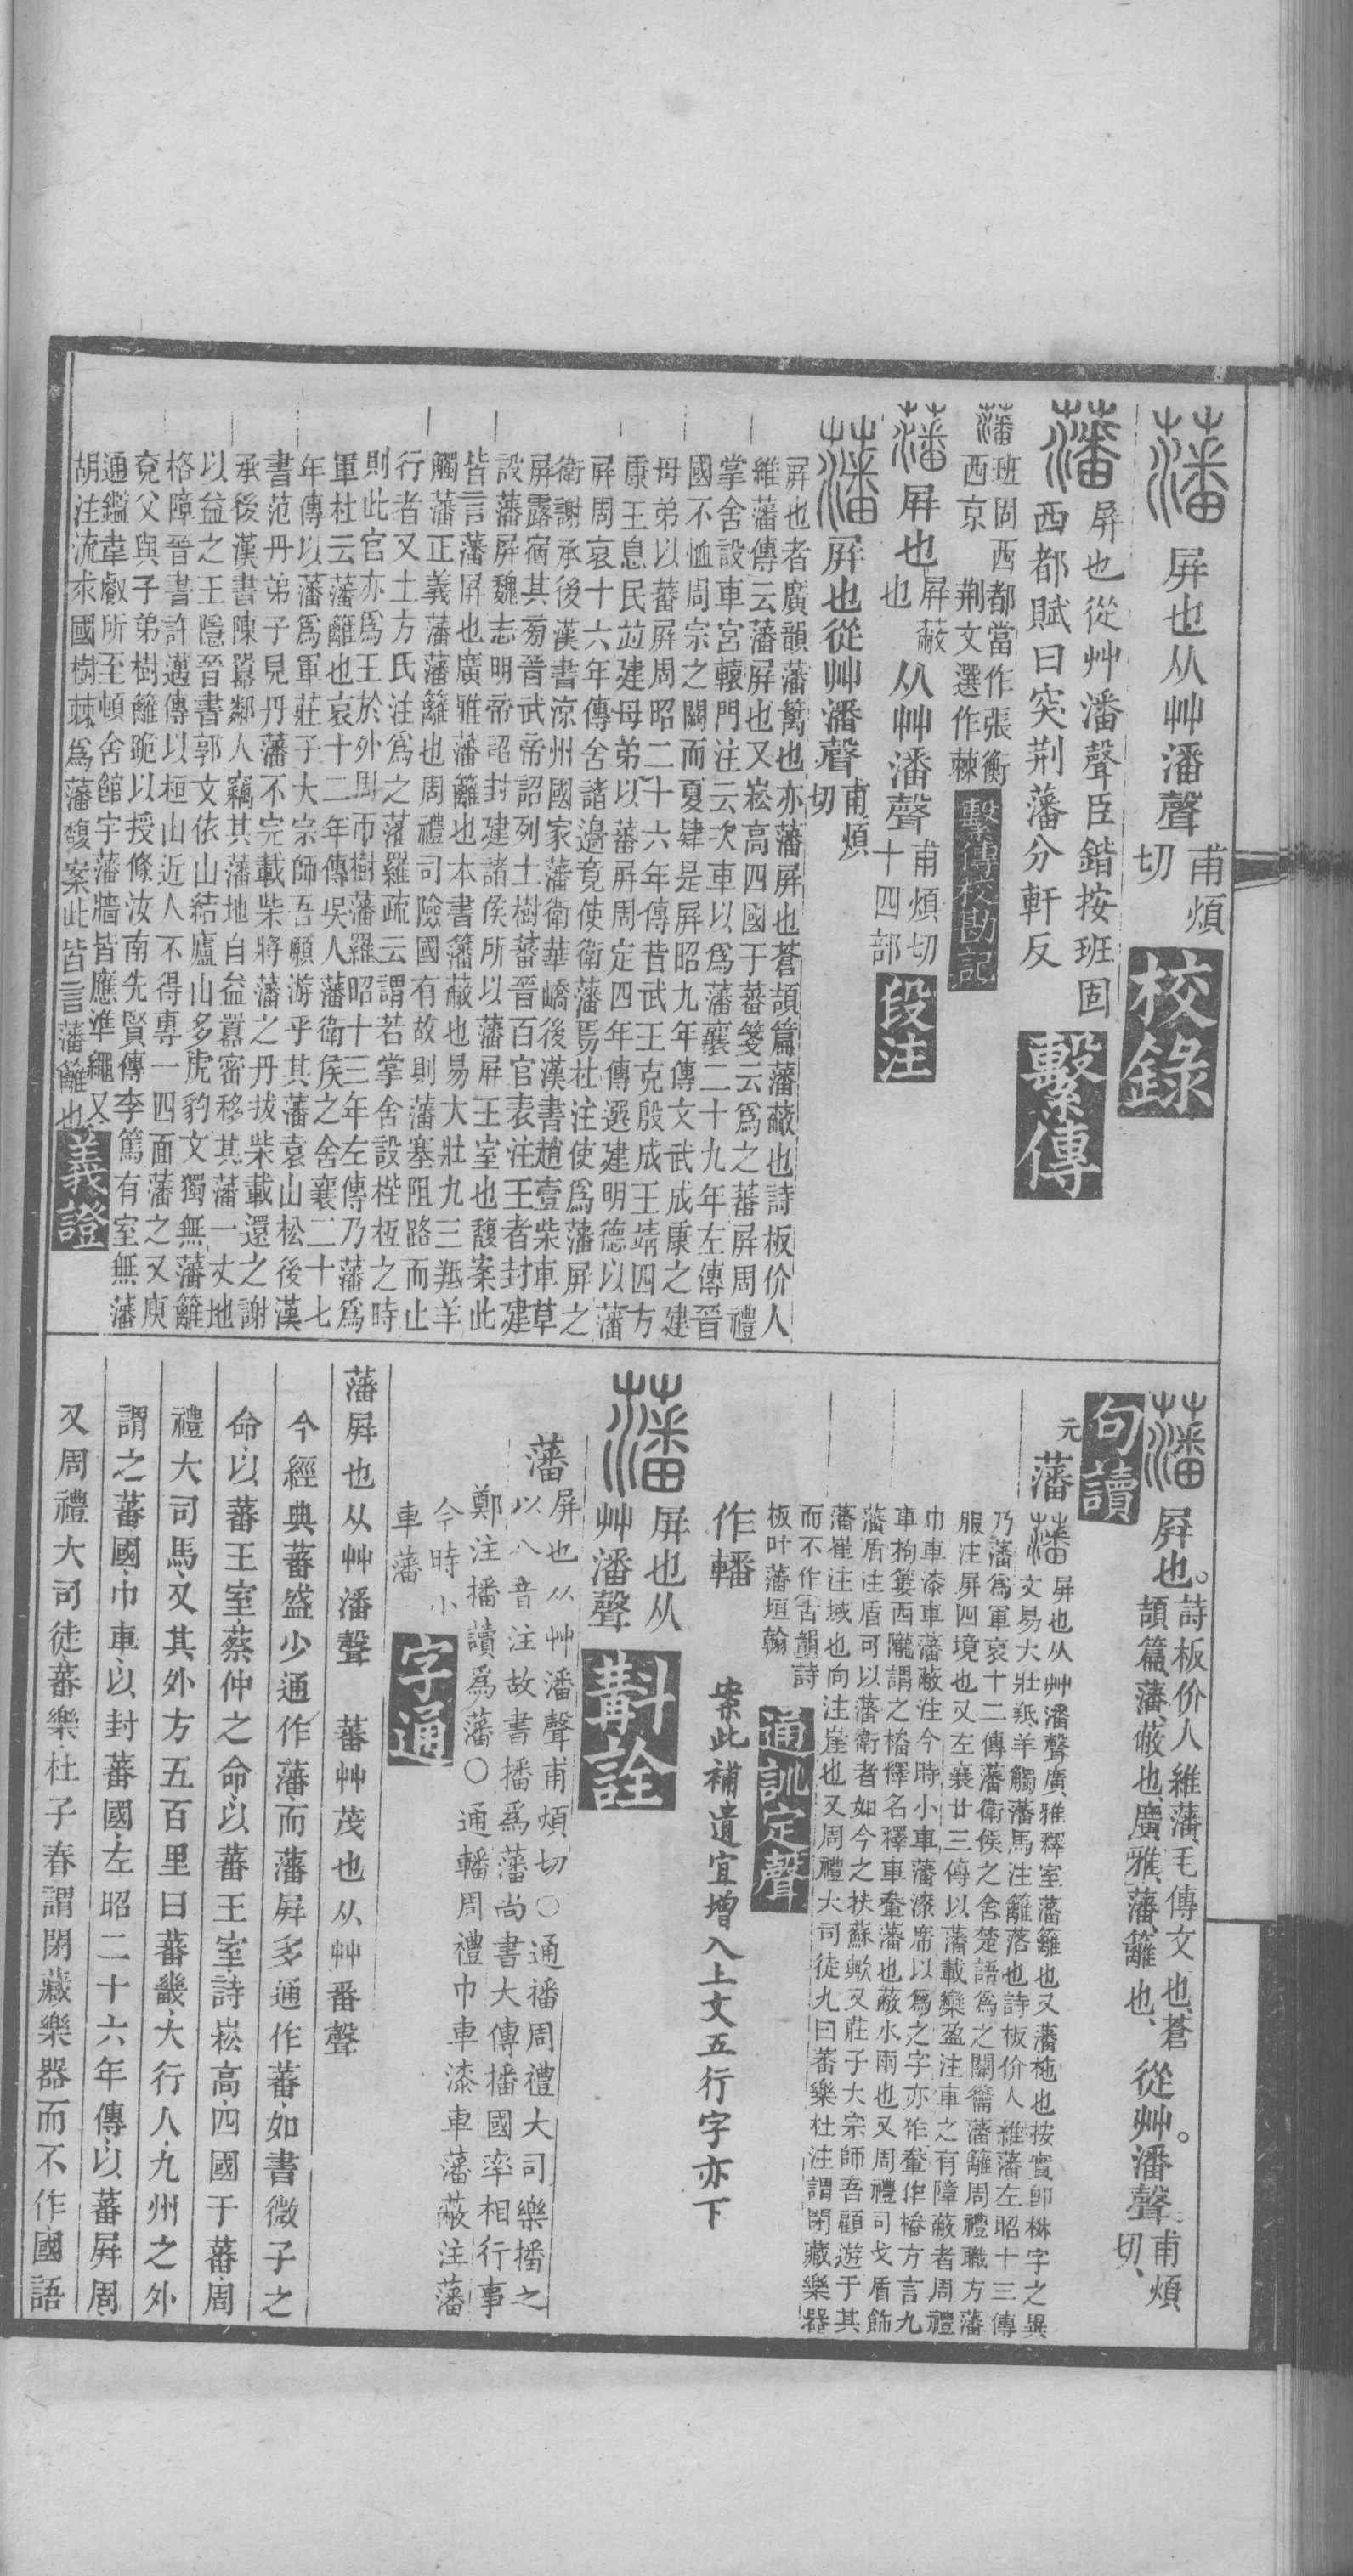 藩 屏也从艸潘聲甫煩切 校錄
藩 屏也從艸潘聲臣鍇按班固
西都賦曰突荆藩分軒反 繫傳
藩班固西都當作張衡
西京 荆文選作棘 繫傳校勘記
藩屏也屏蔽也从艸潘聲甫煩切十四部 段注
藩屏也從艸潘聲甫煩切
屏也者廣韻藩籬也亦藩屏也蒼頡篇藩蔽也詩板价人
維藩傳云藩屏也又崧高四國于蕃箋云爲之蕃屏周禮
掌舍設車宮轅門注云次車以爲藩襄二十九年左傳晉
國不恤周宗之闕而夏肄是屏昭九年傳文武成康之建
母弟以蕃屏周昭二十六年傳昔武王克殷成王靖四方
康王息民並建母弟以蕃屏周定四年傳選建明德以藩
屏周哀十六年傳舍諸邊竟使衛藩焉杜注使爲藩屏之
衛謝承後漢書涼州國家藩衛華嶠後漢書趙壹柴車草
屏露宿其旁晉武帝詔列土樹藩晉百官表注王者封建
設藩屏魏志明帝詔封建諸侯所以藩屏王室也馥案此
皆言藩屏也廣雅藩籬也本書籓蔽也易大壯九三羝羊
觸藩正義藩藩籬也周禮司險國有故則藩塞阻路而止
行者又土方氏注爲之藩羅疏云謂若掌舍設梐枑之時
則此官亦爲王於外周帀樹藩羅昭十三年左傳乃藩爲
軍杜云藩籬也哀十二年傳吳人藩衛侯之舍襄二十七
年傳以藩爲軍莊子大宗師吾願游乎其藩袁山松後漢
書范丹弟子見丹藩不完載柴將藩之丹拔柴載還之謝
承後漢書陳囂鄰人竊其藩地自益囂密移其藩一丈地
以益之王隱晉書郭文依山結廬山多虎豹文獨無藩籬
格障晉書許邁傳以桓山近人不得專一四面藩之又庾
兗父與子弟樹籬跪以授條汝南先賢傳李篤有室無藩
通鑑韋叡所至頓舍館宇藩牆皆應準繩又
胡注流求國樹棘爲藩馥案此皆言藩籬也 義證
藩 屛也。詩板价人維藩毛傳文也、蒼
頡篇、藩、蔽也、廣雅、藩、籬也、從艸。潘聲甫煩切、
句讀
元藩藩屏也从艸潘聲廣雅釋室藩籬也又藩杝也按實卽棥字之異
文易大壯羝羊觸藩馬注籬落也詩板价人維藩左昭十三傳
乃藩爲軍哀十二傳藩衛侯之舍楚語爲之關籥藩籬周禮職方藩
服注屏四境也又左襄廿三傳以藩載欒盈注車之有障蔽者周禮
巾車漆車藩蔽注今時小車藩漆席以爲之字亦作轓作轓方言九
車枸簍西隴謂之㮥釋名釋車轓藩也蔽水雨也又周禮司戈盾飾
藩盾注盾可以藩衛者如今之扶蘇歟又莊子大宗師吾願遊于其
藩崔注域也向注崖也又周禮大司徒九曰蕃樂杜注謂閉藏樂器
而不作 古韻詩
板叶藩垣翰 通訓定聲
作轓 案此補遺宜增入上文五行字亦下
藩 屏也从
艸潘聲 斠詮
藩屏也从艸潘聲甫煩切○通播周禮大司樂播之
以八音注故書播爲藩尚書大傳播國率相行事
鄭注播讀爲藩○通轓周禮巾車漆車藩蔽注藩
今時小
車藩 字通
藩屛也从艸潘聲 蕃艸茂也从艸番聲
今經典蕃盛少通作藩而藩屛多通作蕃如書微子之
命以蕃王室蔡仲之命以蕃王室詩崧高四國于蕃周
禮大司馬又其外方五百里曰蕃畿大行人九州之外
謂之蕃國巾車以封蕃國左昭二十六年傳以蕃屛周
又周禮大司徒蕃樂杜子春謂閉藏樂器而不作國語